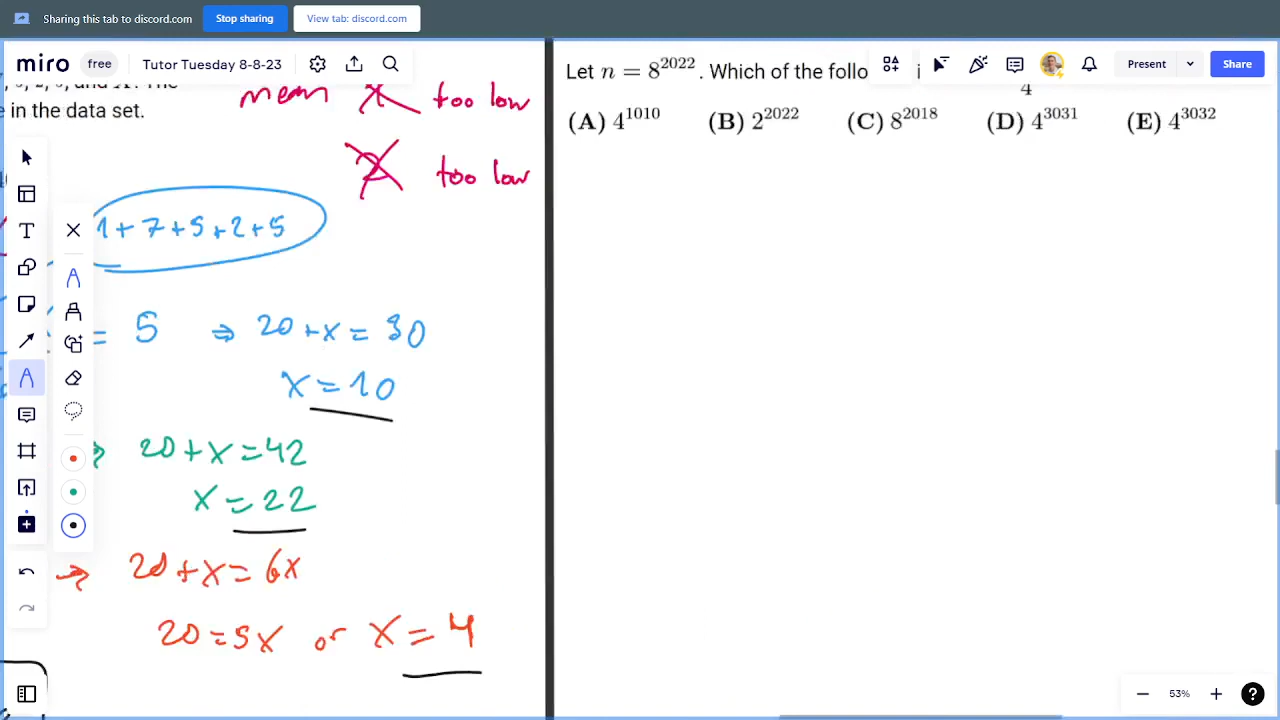 Sharing this tab to discord.com
Stop sharing
View tab: discord.com
miro free Tutor Tuesday 8-8-23
Present
Share
e in the data set.
mean
too low
2 too low
1+7+5+2+5
= 5 ⇒ 20+x=30
x=10
20+x=42
x=22
→ 20+x=6x
20=5x or x=4
Let n = 8^2022. Which of the follo
4
(A) 4^1010 (B) 2^2022 (C) 8^2018 (D) 4^3031 (E) 4^3032
53%